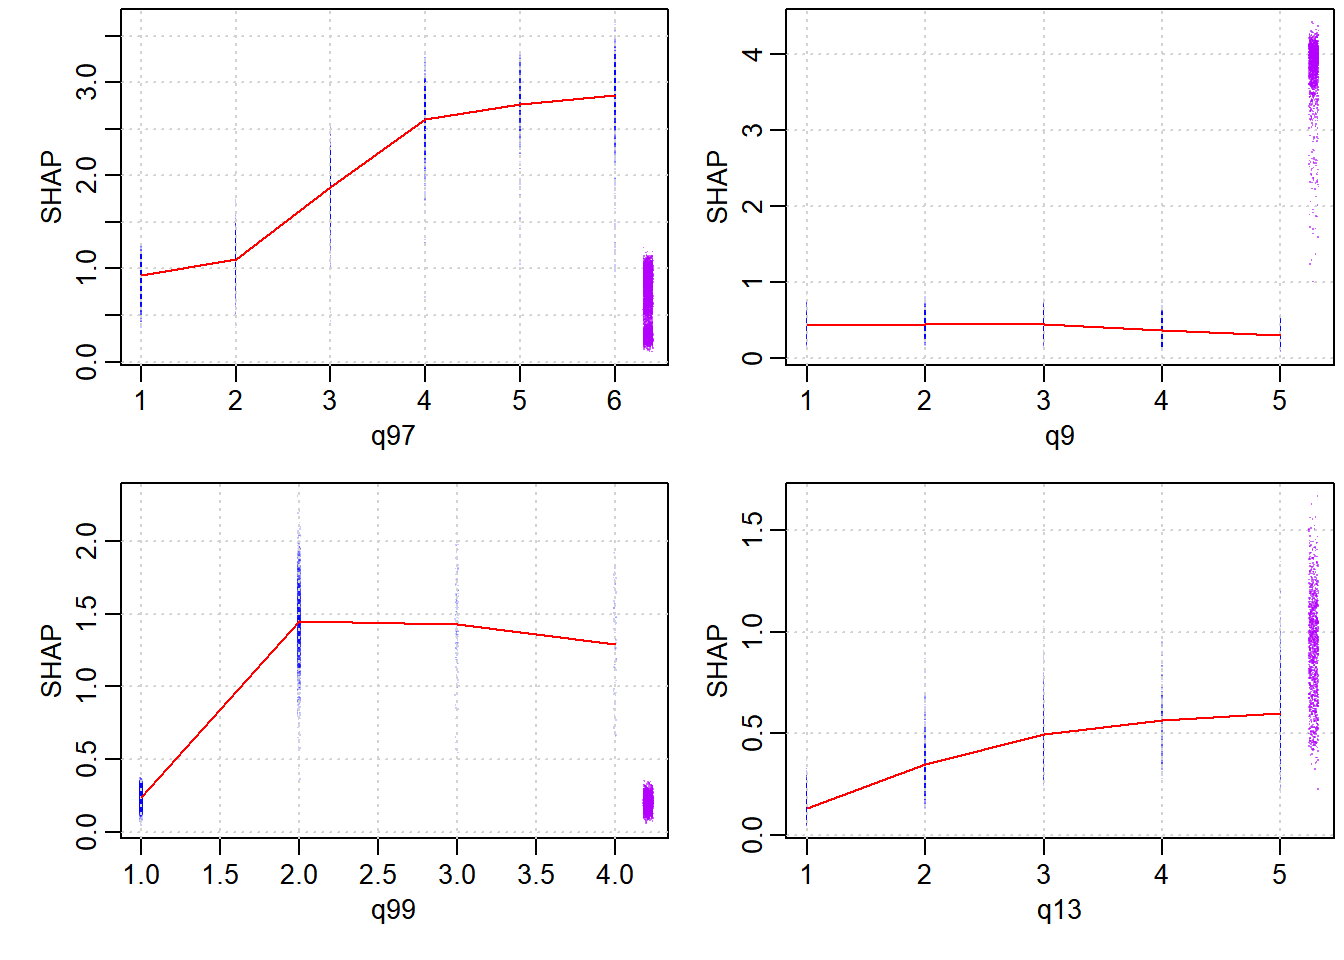 SHAP
0.0 1.0 2.0 3.0
1 2 3 4 5 6
q97
SHAP
0 1 2 3 4
1 2 3 4 5
q9
SHAP
0.0 0.5 1.0 1.5 2.0
1.0 1.5 2.0 2.5 3.0 3.5 4.0
q99
SHAP
0.0 0.5 1.0 1.5
1 2 3 4 5
q13